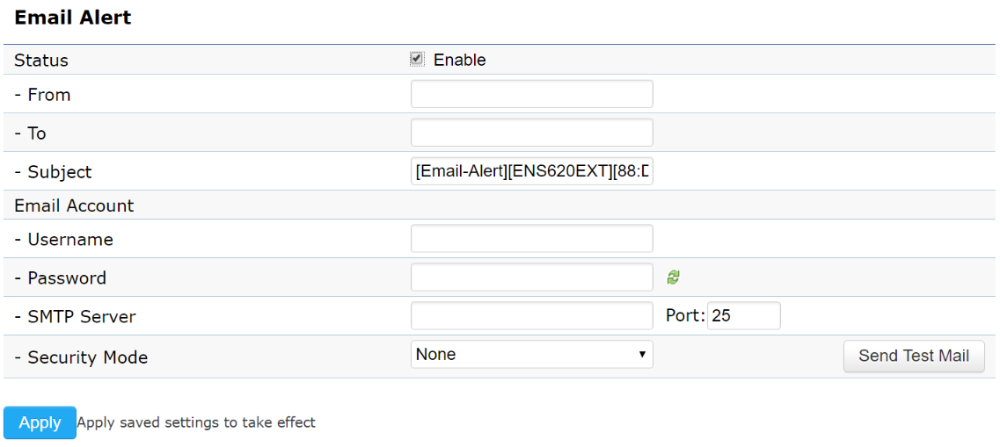 Email Alert
Status Enable
- From
- To
- Subject [Email-Alert][ENS620EXT][88:D
Email Account
- Username
- Password
- SMTP Server Port: 25
- Security Mode None Send Test Mail
Apply Apply saved settings to take effect